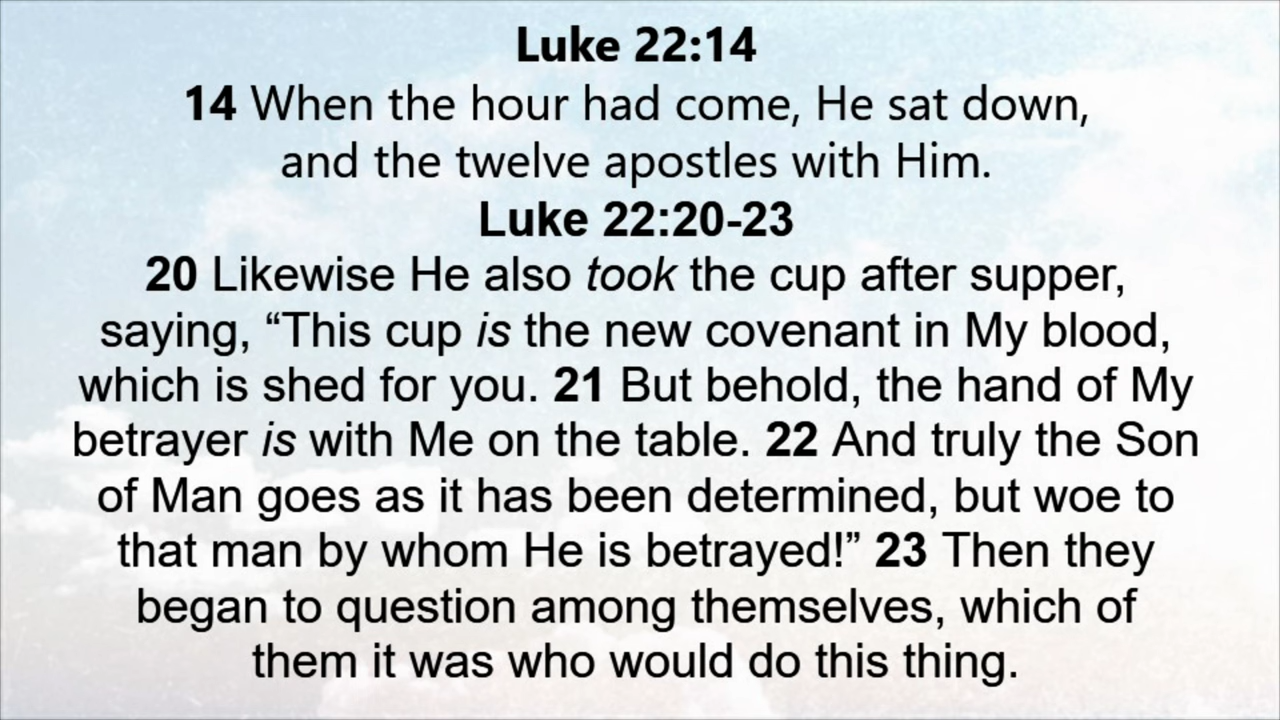 Luke 22:14
14 When the hour had come, He sat down,
and the twelve apostles with Him.
Luke 22:20-23
20 Likewise He also took the cup after supper,
saying, “This cup is the new covenant in My blood,
which is shed for you. 21 But behold, the hand of My
betrayer is with Me on the table. 22 And truly the Son
of Man goes as it has been determined, but woe to
that man by whom He is betrayed!” 23 Then they
began to question among themselves, which of
them it was who would do this thing.